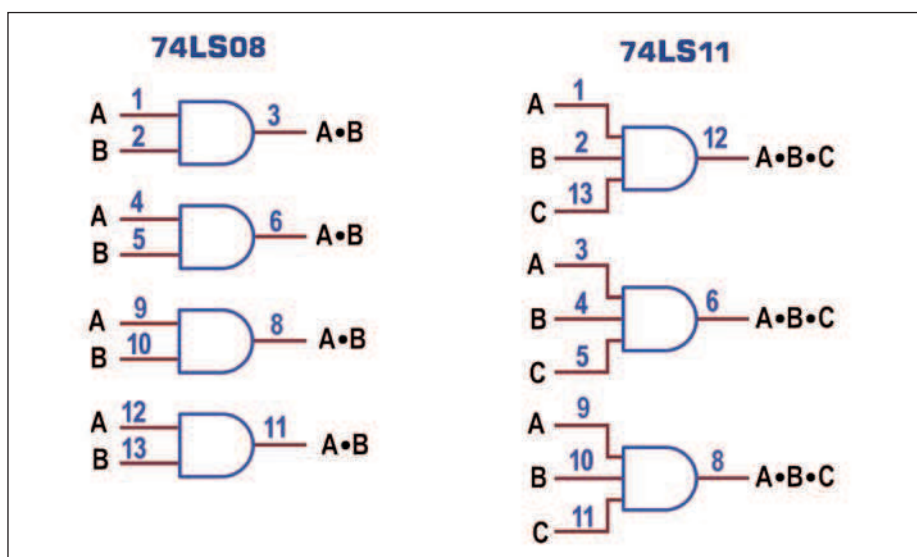 74LS08
A 1
B 2
3
A•B
A 4
B 5
6
A•B
A 9
B 10
8
A•B
A 12
B 13
11
A•B
74LS11
A 1
B 2
C 13
12
A•B•C
A 3
B 4
C 5
6
A•B•C
A 9
B 10
C 11
8
A•B•C